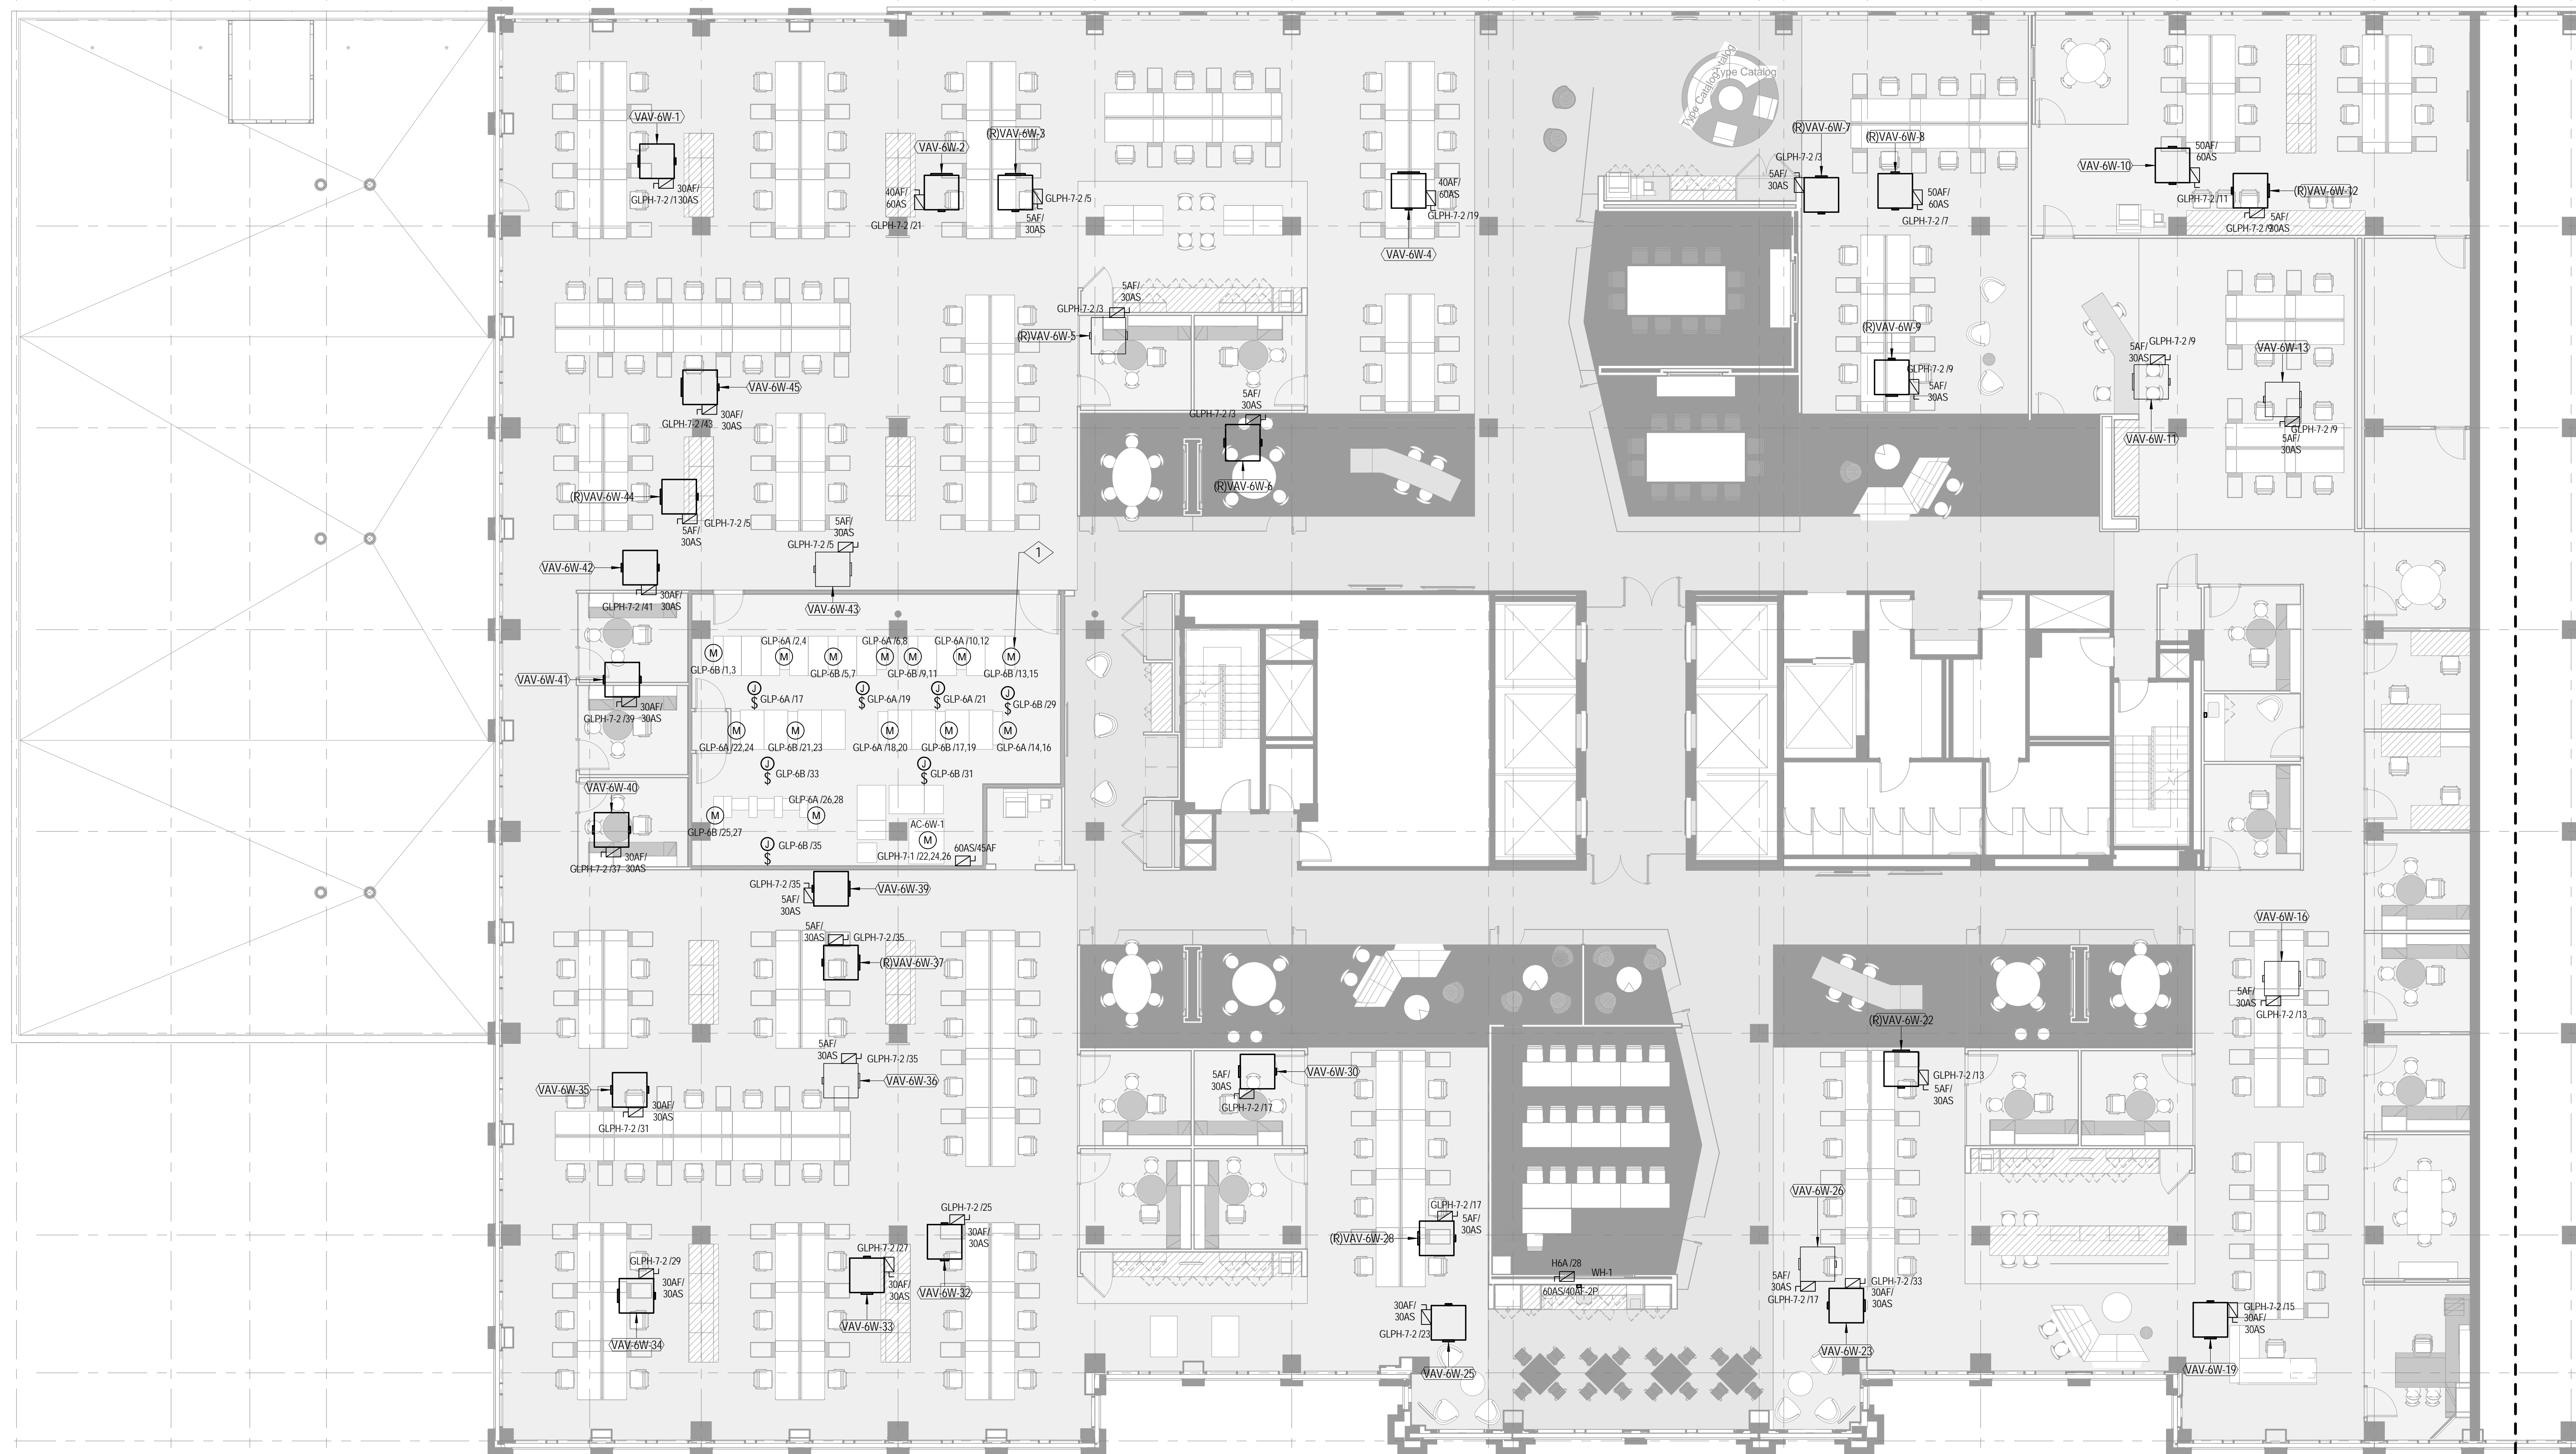 Type Catalog
Type Catalog
VAV-6W-1
30AF/
30AS
GLPH-7-2 /1
VAV-6W-2
40AF/
60AS
GLPH-7-2 /21
(R)VAV-6W-3
GLPH-7-2 /5
5AF/
30AS
40AF/
60AS
GLPH-7-2 /19
VAV-6W-4
(R)VAV-6W-7
GLPH-7-2 /3
5AF/
30AS
(R)VAV-6W-8
50AF/
60AS
GLPH-7-2 /7
VAV-6W-10
50AF/
60AS
GLPH-7-2 /11
(R)VAV-6W-12
5AF/
30AS
GLPH-7-2 /9
5AF/
30AS
GLPH-7-2 /3
(R)VAV-6W-5
(R)VAV-6W-9
GLPH-7-2 /9
5AF/
30AS
GLPH-7-2 /9
5AF/
30AS
VAV-6W-11
VAV-6W-13
GLPH-7-2 /9
5AF/
30AS
VAV-6W-45
30AF/
30AS
GLPH-7-2 /43
5AF/
30AS
GLPH-7-2 /3
(R)VAV-6W-6
(R)VAV-6W-44
GLPH-7-2 /5
5AF/
30AS
5AF/
30AS
GLPH-7-2 /5
VAV-6W-43
1
VAV-6W-42
30AF/
30AS
GLPH-7-2 /41
GLP-6A /2,4
GLP-6A /6,8
GLP-6A /10,12
M
M
M
M
M
M
M
GLP-6B /1,3
GLP-6B /5,7
GLP-6B /9,11
GLP-6B /13,15
VAV-6W-41
30AF/
30AS
GLPH-7-2 /39
J
$
GLP-6A /17
J
$
GLP-6A /19
J
$
GLP-6A /21
J
$
GLP-6B /29
M
M
M
M
M
GLP-6A /22,24
GLP-6B /21,23
GLP-6A /18,20
GLP-6B /17,19
GLP-6A /14,16
J
$
GLP-6B /33
J
$
GLP-6B /31
VAV-6W-40
30AF/
30AS
GLPH-7-2 /37
GLP-6A /26,28
M
M
GLP-6B /25,27
AC-6W-1
M
J
$
GLP-6B /35
GLPH-7-1 /22,24,26
60AS/45AF
GLPH-7-2 /35
5AF/
30AS
VAV-6W-39
5AF/
30AS
GLPH-7-2 /35
(R)VAV-6W-37
VAV-6W-16
5AF/
30AS
GLPH-7-2 /13
(R)VAV-6W-22
GLPH-7-2 /13
5AF/
30AS
5AF/
30AS
GLPH-7-2 /35
VAV-6W-36
VAV-6W-35
30AF/
30AS
GLPH-7-2 /31
5AF/
30AS
VAV-6W-30
GLPH-7-2 /17
GLPH-7-2 /25
30AF/
30AS
VAV-6W-32
GLPH-7-2 /27
30AF/
30AS
VAV-6W-33
GLPH-7-2 /29
30AF/
30AS
VAV-6W-34
GLPH-7-2 /17
5AF/
30AS
(R)VAV-6W-28
H6A /28
WH-1
60AS/40AF-2P
30AF/
30AS
GLPH-7-2 /23
VAV-6W-25
VAV-6W-26
5AF/
30AS
GLPH-7-2 /17
GLPH-7-2 /33
30AF/
30AS
VAV-6W-23
GLPH-7-2 /15
30AF/
30AS
VAV-6W-19